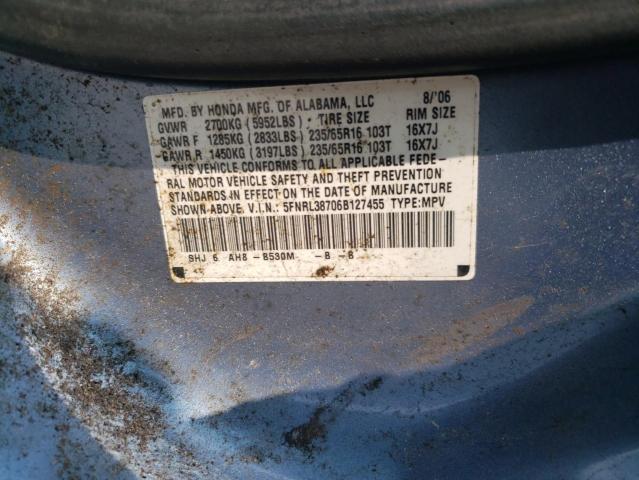 MFD. BY HONDA MFG. OF ALABAMA, LLC 8/'06
GVWR 2700KG (5952LBS) TIRE SIZE RIM SIZE
GAWR F 1285KG (2833LBS) 235/65R16 103T 16X7J
GAWR R 1450KG (3197LBS) 235/65R16 103T 16X7J
THIS VEHICLE CONFORMS TO ALL APPLICABLE FEDE-
RAL MOTOR VEHICLE SAFETY AND THEFT PREVENTION
STANDARDS IN EFFECT ON THE DATE OF MANUFACTURE
SHOWN ABOVE. V.I.N.: 5FNRL38706B127455 TYPE:MPV
SHJ 6 AH8 -B530M -B -B